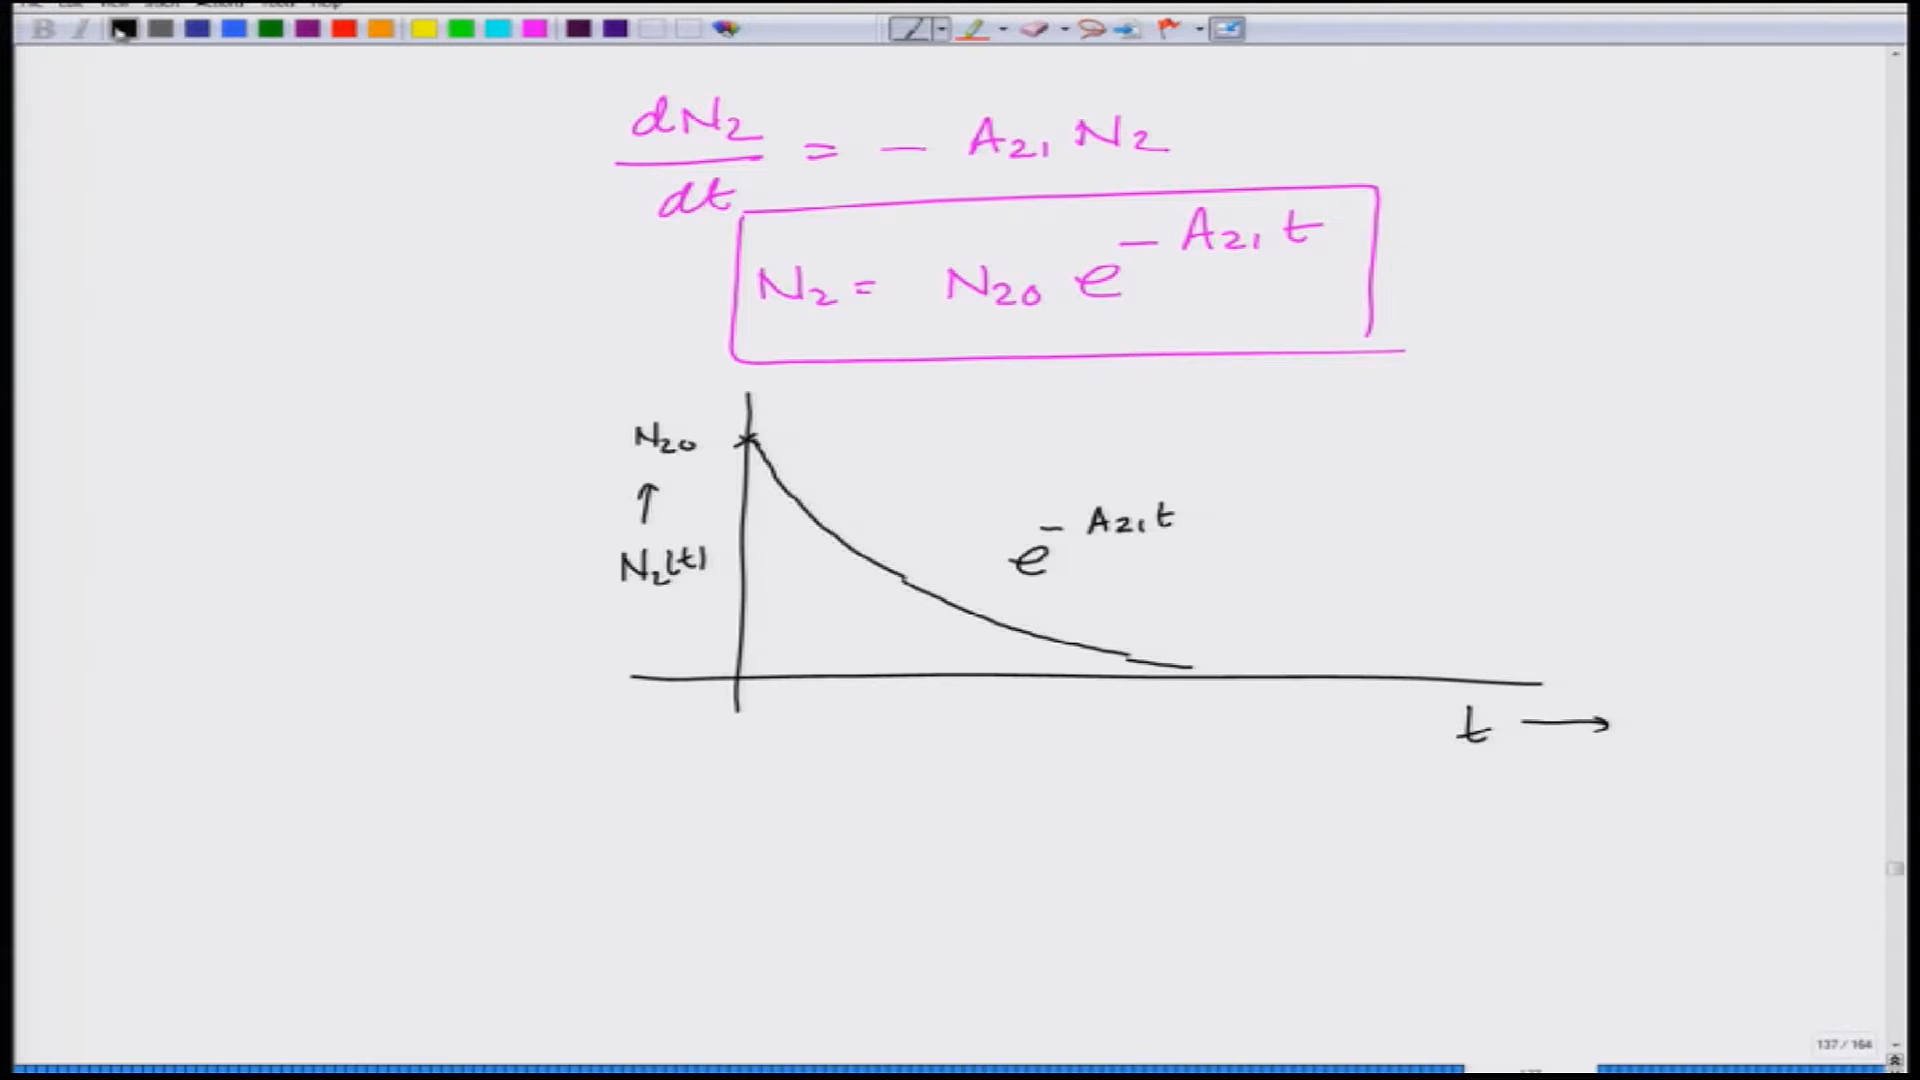 dN₂/dt = - A₂₁ N₂
N₂ = N₂₀ e^(- A₂₁ t)
N₂₀
↑
N₂(t)
e^(- A₂₁ t)
t →
137 / 164